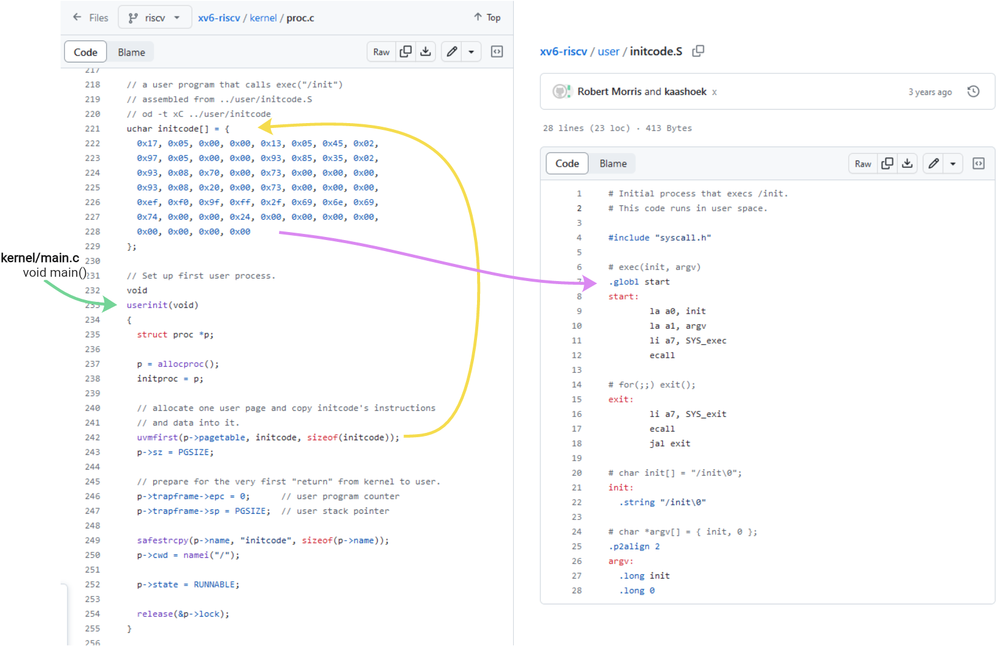 Files riscv xv6-riscv / kernel / proc.c Top
Code Blame Raw
217
218 // a user program that calls exec("/init")
219 // assembled from ../user/initcode.S
220 // od -t xC ../user/initcode
221 uchar initcode[] = {
222 0x17, 0x05, 0x00, 0x00, 0x13, 0x05, 0x45, 0x02,
223 0x97, 0x05, 0x00, 0x00, 0x93, 0x85, 0x35, 0x02,
224 0x93, 0x08, 0x70, 0x00, 0x73, 0x00, 0x00, 0x00,
225 0x93, 0x08, 0x20, 0x00, 0x73, 0x00, 0x00, 0x00,
226 0xef, 0xf0, 0x9f, 0xff, 0x2f, 0x69, 0x6e, 0x69,
227 0x74, 0x00, 0x00, 0x24, 0x00, 0x00, 0x00, 0x00,
228 0x00, 0x00, 0x00, 0x00
229 };
kernel/main.c
230
void main()
231 // Set up first user process.
232 void
233 userinit(void)
234 {
235 struct proc *p;
236
237 p = allocproc();
238 initproc = p;
239
240 // allocate one user page and copy initcode's instructions
241 // and data into it.
242 uvmfirst(p->pagetable, initcode, sizeof(initcode));
243 p->sz = PGSIZE;
244
245 // prepare for the very first "return" from kernel to user.
246 p->trapframe->epc = 0; // user program counter
247 p->trapframe->sp = PGSIZE; // user stack pointer
248
249 safestrcpy(p->name, "initcode", sizeof(p->name));
250 p->cwd = namei("/");
251
252 p->state = RUNNABLE;
253
254 release(&p->lock);
255 }
256
xv6-riscv / user / initcode.S
Robert Morris and kaashoek x 3 years ago
28 lines (23 loc) · 413 Bytes
Code Blame Raw
1 # Initial process that execs /init.
2 # This code runs in user space.
3
4 #include "syscall.h"
5
6 # exec(init, argv)
7 .globl start
8 start:
9 la a0, init
10 la a1, argv
11 li a7, SYS_exec
12 ecall
13
14 # for(;;) exit();
15 exit:
16 li a7, SYS_exit
17 ecall
18 jal exit
19
20 # char init[] = "/init\0";
21 init:
22 .string "/init\0"
23
24 # char *argv[] = { init, 0 };
25 .p2align 2
26 argv:
27 .long init
28 .long 0